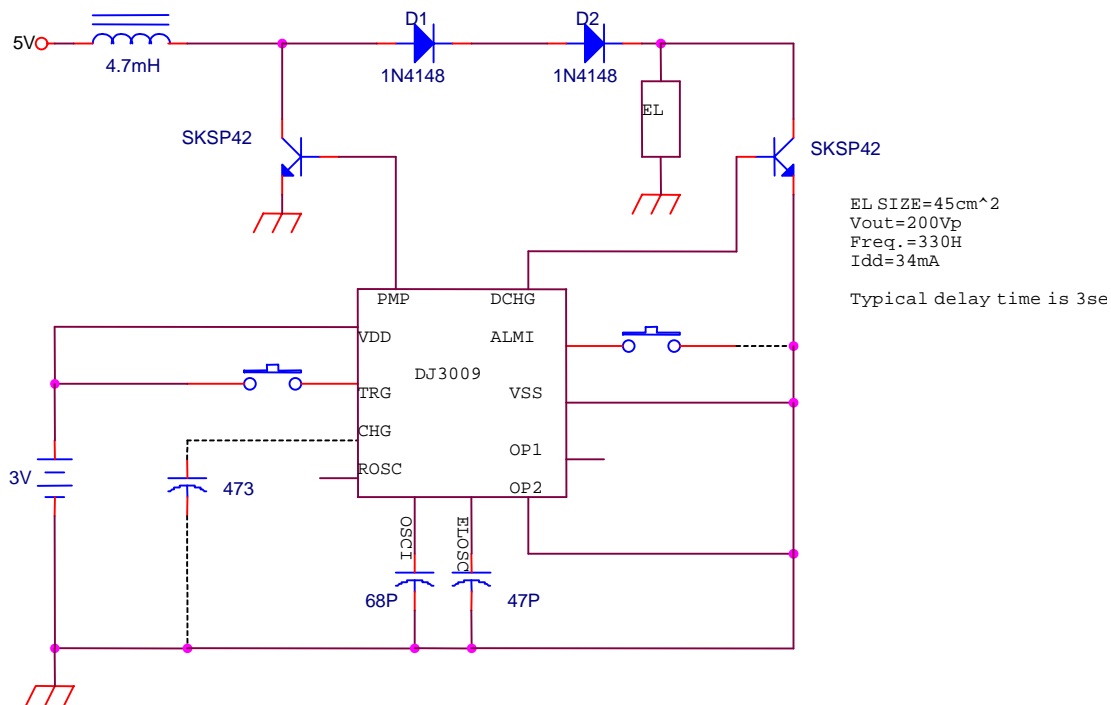 D1
D2
5V
4.7mH
1N4148
1N4148
EL
SKSP42
SKSP42
EL SIZE=45cm^2
Vout=200Vp
Freq.=330H
Idd=34mA
Typical delay time is 3se
PMP
DCHG
VDD
ALMI
DJ3009
TRG
VSS
CHG
OP1
ROSC
OP2
3V
473
OSCI
ELOSC
68P
47P